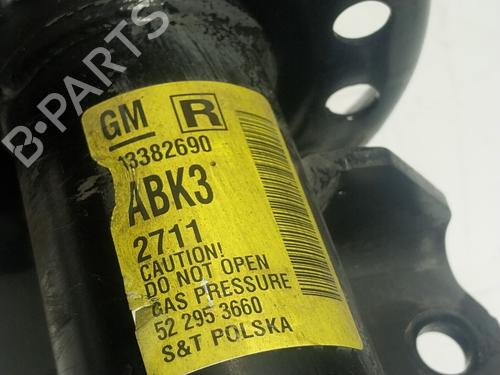 B-PARTS
GM R
13382690
ABK3
2711
CAUTION!
DO NOT OPEN
GAS PRESSURE
52 295 3660
S&T POLSKA